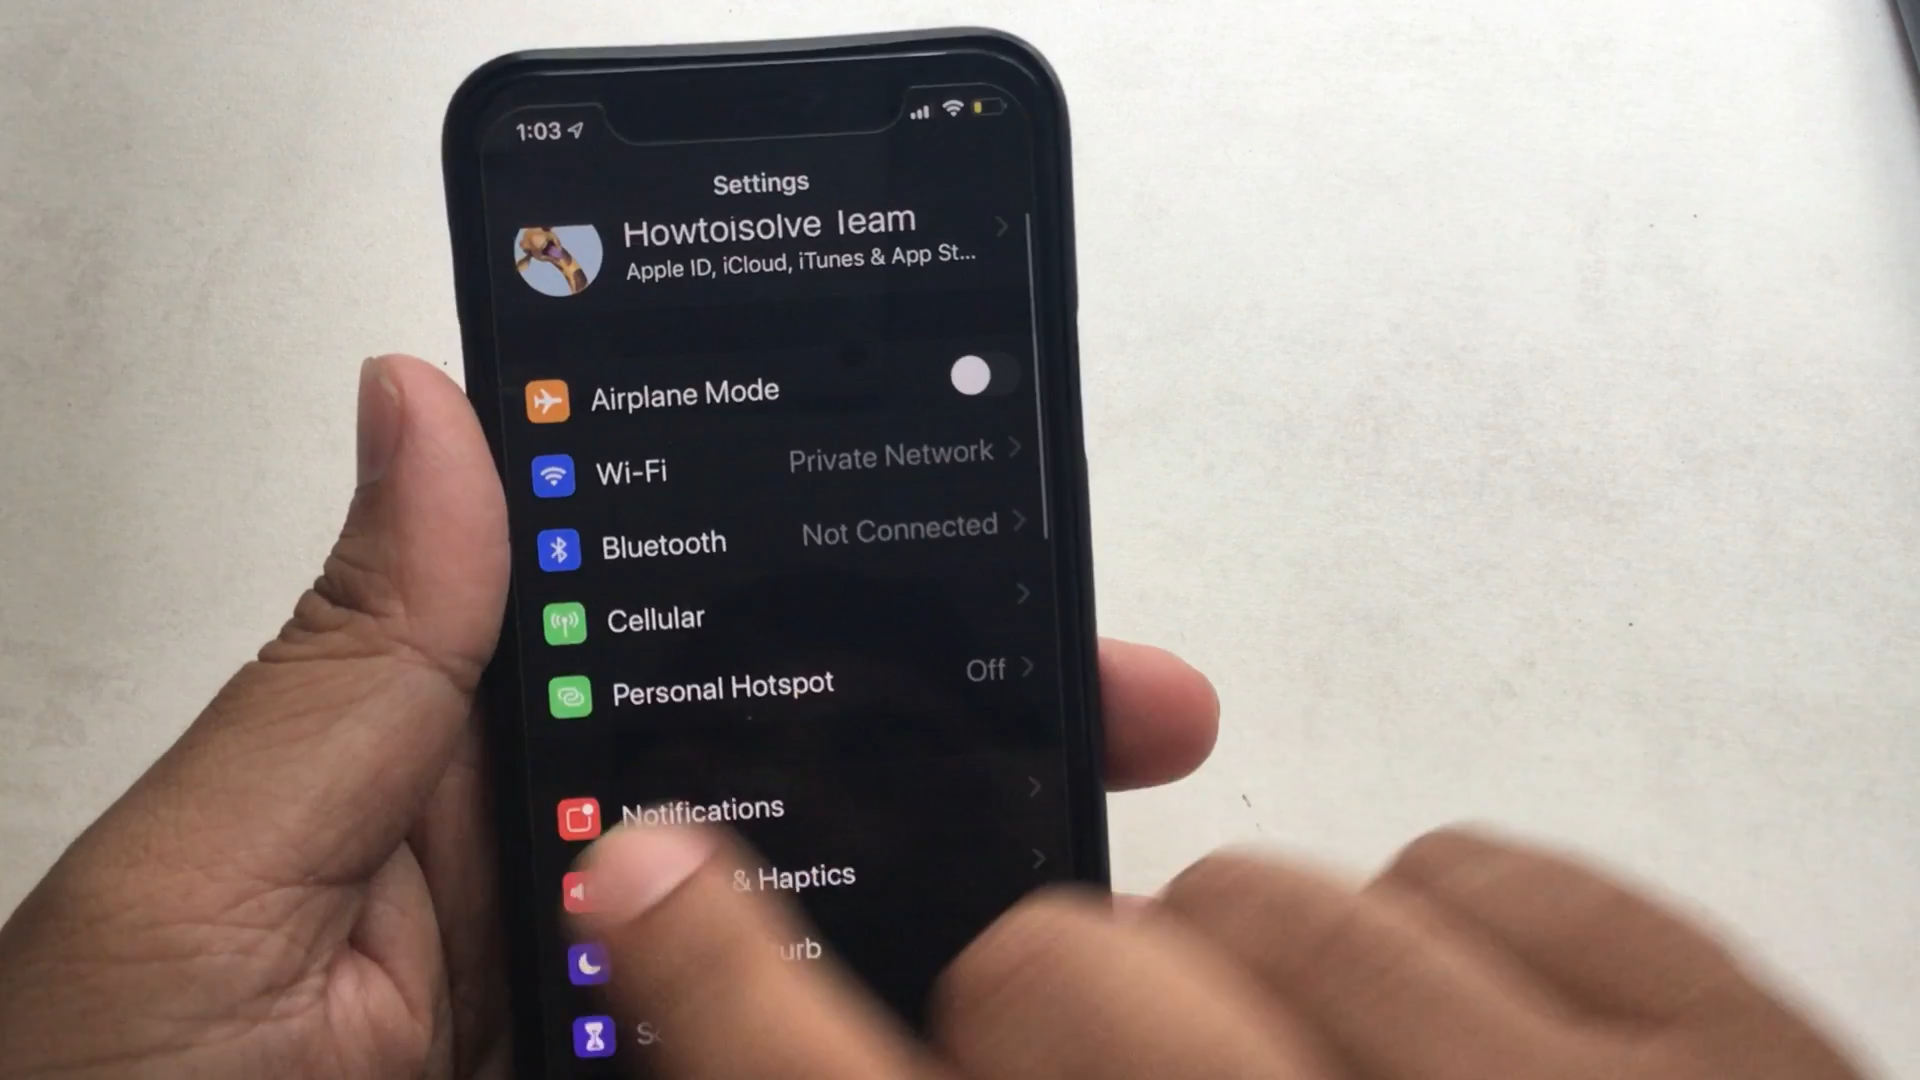 1:03
Settings
Howtoisolve Team
Apple ID, iCloud, iTunes & App St...
Airplane Mode
Wi-Fi Private Network
Bluetooth Not Connected
Cellular
Personal Hotspot Off
Notifications
& Haptics
urb